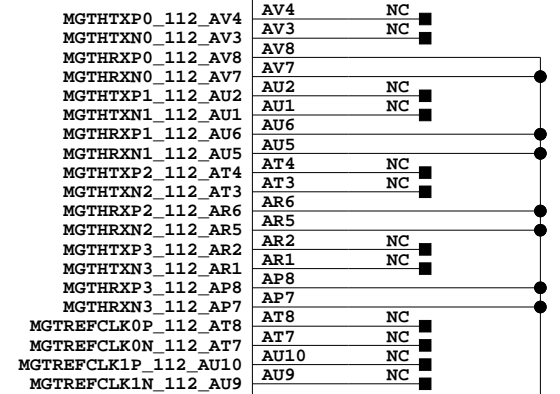 MGTHTXP0_112_AV4 AV4 NC
MGTHTXN0_112_AV3 AV3 NC
MGTHRXP0_112_AV8 AV8
MGTHRXN0_112_AV7 AV7
MGTHTXP1_112_AU2 AU2 NC
MGTHTXN1_112_AU1 AU1 NC
MGTHRXP1_112_AU6 AU6
MGTHRXN1_112_AU5 AU5
MGTHTXP2_112_AT4 AT4 NC
MGTHTXN2_112_AT3 AT3 NC
MGTHRXP2_112_AR6 AR6
MGTHRXN2_112_AR5 AR5
MGTHTXP3_112_AR2 AR2 NC
MGTHTXN3_112_AR1 AR1 NC
MGTHRXP3_112_AP8 AP8
MGTHRXN3_112_AP7 AP7
MGTREFCLK0P_112_AT8 AT8 NC
MGTREFCLK0N_112_AT7 AT7 NC
MGTREFCLK1P_112_AU10 AU10 NC
MGTREFCLK1N_112_AU9 AU9 NC